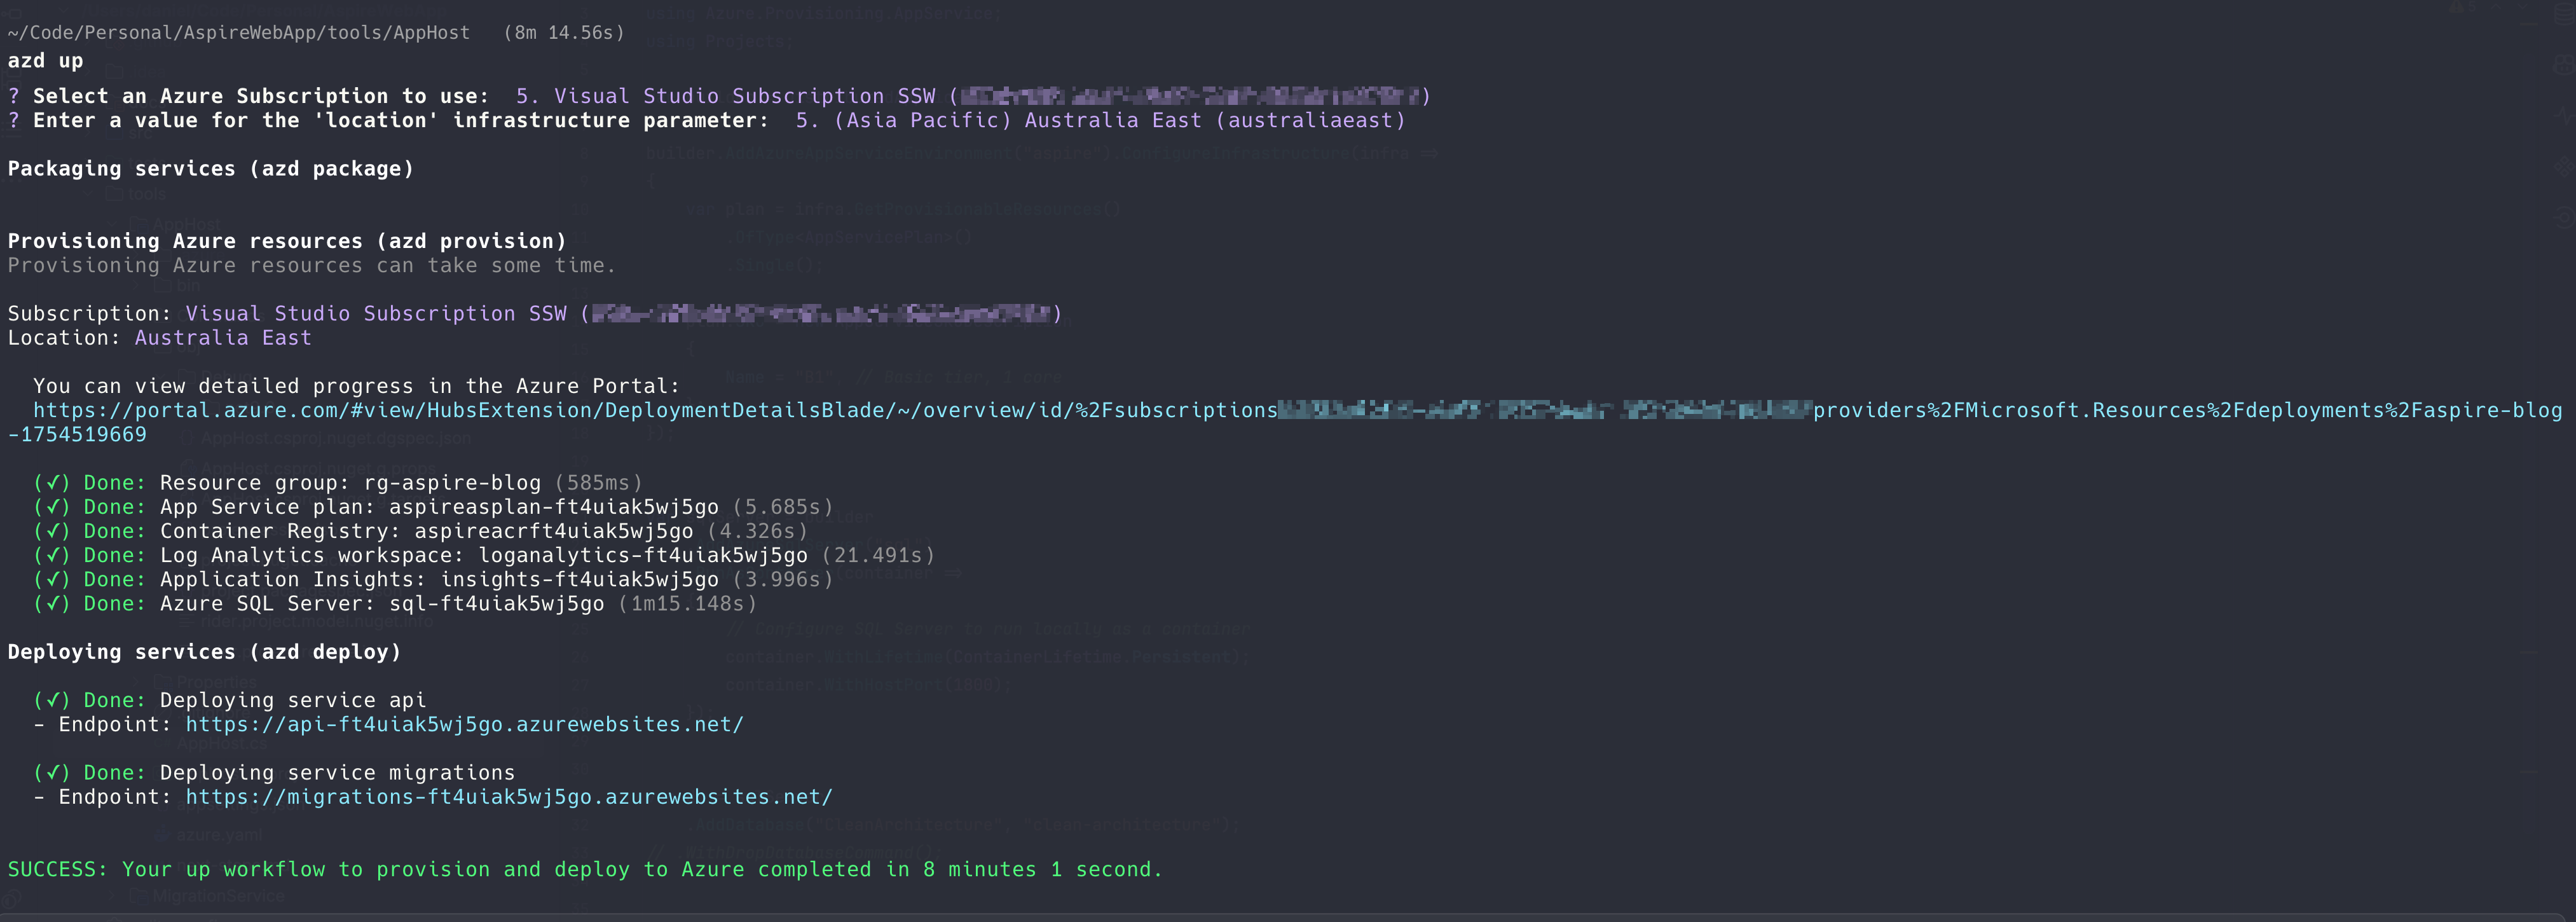 ~/Code/Personal/AspireWebApp/tools/AppHost (8m 14.56s)
azd up
? Select an Azure Subscription to use: 5. Visual Studio Subscription SSW ( )
? Enter a value for the 'location' infrastructure parameter: 5. (Asia Pacific) Australia East (australiaeast)
Packaging services (azd package)
Provisioning Azure resources (azd provision)
Provisioning Azure resources can take some time.
Subscription: Visual Studio Subscription SSW ( )
Location: Australia East
You can view detailed progress in the Azure Portal:
https://portal.azure.com/#view/HubsExtension/DeploymentDetailsBlade/~/overview/id/%2Fsubscriptions providers%2FMicrosoft.Resources%2Fdeployments%2Faspire-blog
-1754519669
(✓) Done: Resource group: rg-aspire-blog (585ms)
(✓) Done: App Service plan: aspireasplan-ft4uiak5wj5go (5.685s)
(✓) Done: Container Registry: aspireacrft4uiak5wj5go (4.326s)
(✓) Done: Log Analytics workspace: loganalytics-ft4uiak5wj5go (21.491s)
(✓) Done: Application Insights: insights-ft4uiak5wj5go (3.996s)
(✓) Done: Azure SQL Server: sql-ft4uiak5wj5go (1m15.148s)
Deploying services (azd deploy)
(✓) Done: Deploying service api
- Endpoint: https://api-ft4uiak5wj5go.azurewebsites.net/
(✓) Done: Deploying service migrations
- Endpoint: https://migrations-ft4uiak5wj5go.azurewebsites.net/
SUCCESS: Your up workflow to provision and deploy to Azure completed in 8 minutes 1 second.